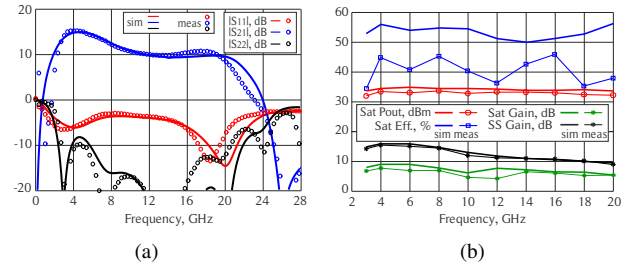 20
10
0
-10
-20
0 4 8 12 16 20 24 28
Frequency, GHz
sim meas
|S11|, dB
|S21|, dB
|S22|, dB
(a)
60
50
40
30
20
10
0
2 4 6 8 10 12 14 16 18 20
Frequency, GHz
Sat Pout, dBm Sat Gain, dB
Sat Eff., % SS Gain, dB
sim meas sim meas
(b)